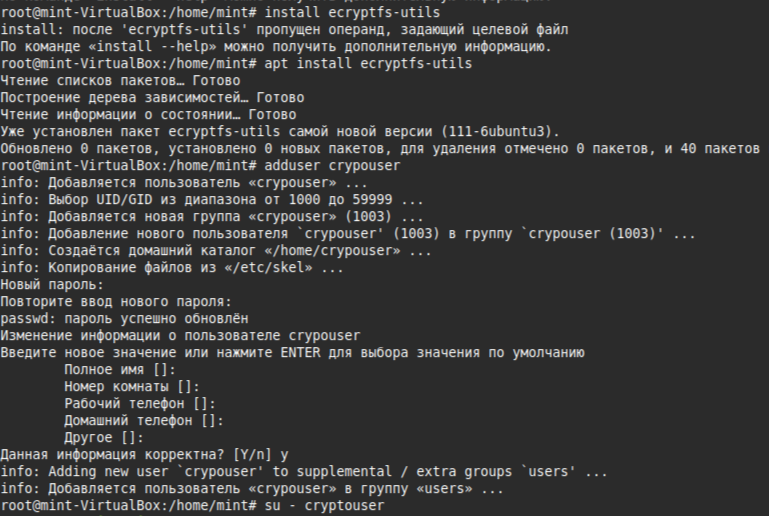 root@mint-VirtualBox:/home/mint# install ecryptfs-utils
install: после 'ecryptfs-utils' пропущен операнд, задающий целевой файл
По команде «install --help» можно получить дополнительную информацию.
root@mint-VirtualBox:/home/mint# apt install ecryptfs-utils
Чтение списков пакетов… Готово
Построение дерева зависимостей… Готово
Чтение информации о состоянии… Готово
Уже установлен пакет ecryptfs-utils самой новой версии (111-6ubuntu3).
Обновлено 0 пакетов, установлено 0 новых пакетов, для удаления отмечено 0 пакетов, и 40 пакетов
root@mint-VirtualBox:/home/mint# adduser crypouser
info: Добавляется пользователь «crypouser» ...
info: Выбор UID/GID из диапазона от 1000 до 59999 ...
info: Добавляется новая группа «crypouser» (1003) ...
info: Добавление нового пользователя `crypouser' (1003) в группу `crypouser (1003)' ...
info: Создаётся домашний каталог «/home/crypouser» ...
info: Копирование файлов из «/etc/skel» ...
Новый пароль:
Повторите ввод нового пароля:
passwd: пароль успешно обновлён
Изменение информации о пользователе crypouser
Введите новое значение или нажмите ENTER для выбора значения по умолчанию
Полное имя []:
Номер комнаты []:
Рабочий телефон []:
Домашний телефон []:
Другое []:
Данная информация корректна? [Y/n] y
info: Adding new user `crypouser' to supplemental / extra groups `users' ...
info: Добавляется пользователь «crypouser» в группу «users» ...
root@mint-VirtualBox:/home/mint# su - cryptouser